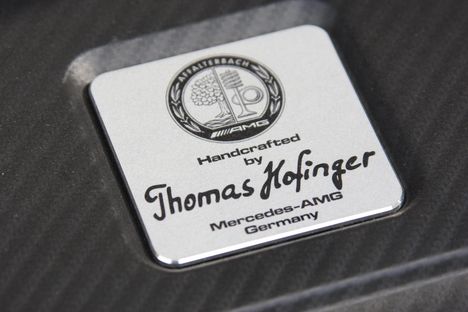 AFFALTERBACH
AMG
Handcrafted
by
Thomas Hofinger
Mercedes-AMG
Germany